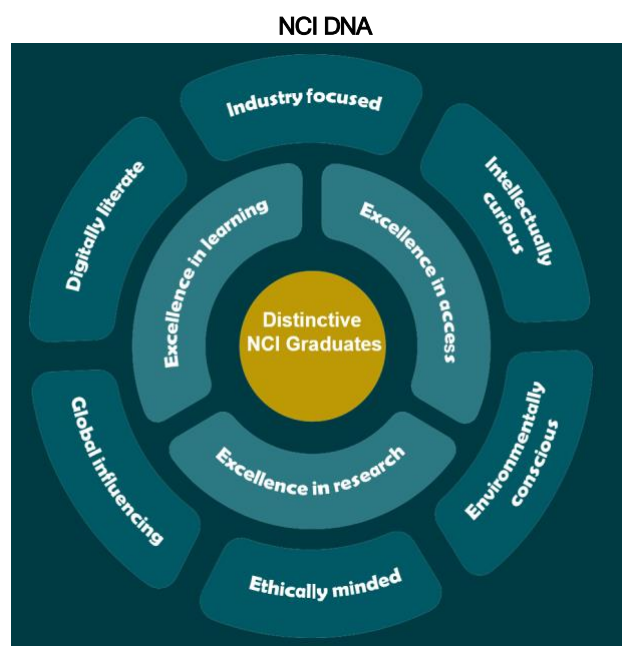 NCI DNA
Industry focused
Intellectually
curious
Environmentally
conscious
Ethically minded
Global influencing
Digitally literate
Excellence in learning
Excellence in access
Excellence in research
Distinctive
NCI Graduates